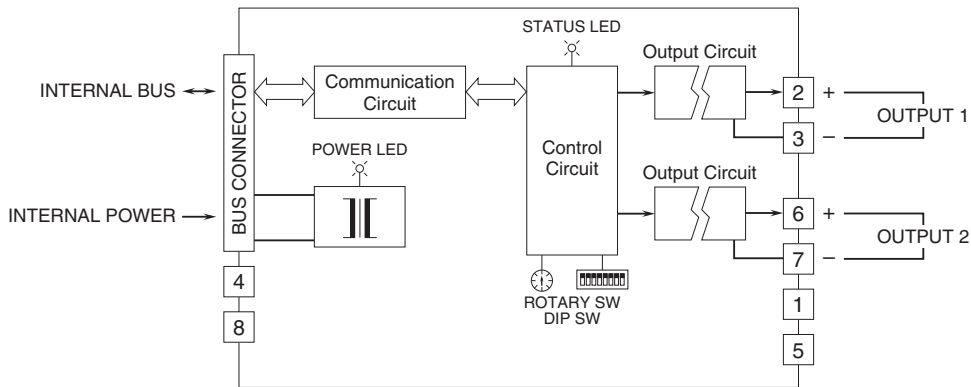 STATUS LED
Output Circuit
INTERNAL BUS
BUS CONNECTOR
Communication
Circuit
2 +
OUTPUT 1
3 −
POWER LED
Control
Circuit
Output Circuit
INTERNAL POWER
6 +
OUTPUT 2
7 −
4
ROTARY SW
DIP SW
1
8
5